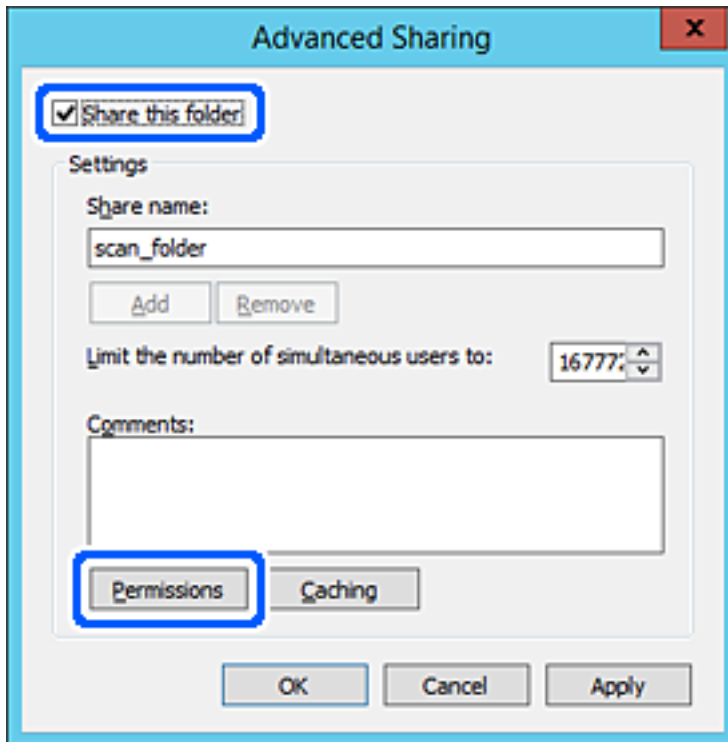 Advanced Sharing
Share this folder
Settings
Share name:
scan_folder
Add Remove
Limit the number of simultaneous users to:
Comments:
Permissions Caching
OK Cancel Apply